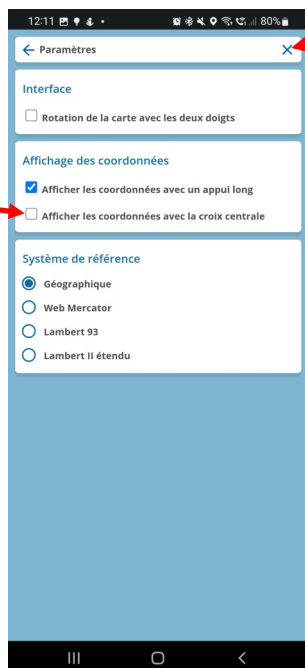 12:11 80%
Paramètres
Interface
Rotation de la carte avec les deux doigts
Affichage des coordonnées
Afficher les coordonnées avec un appui long
Afficher les coordonnées avec la croix centrale
Système de référence
Géographique
Web Mercator
Lambert 93
Lambert II étendu